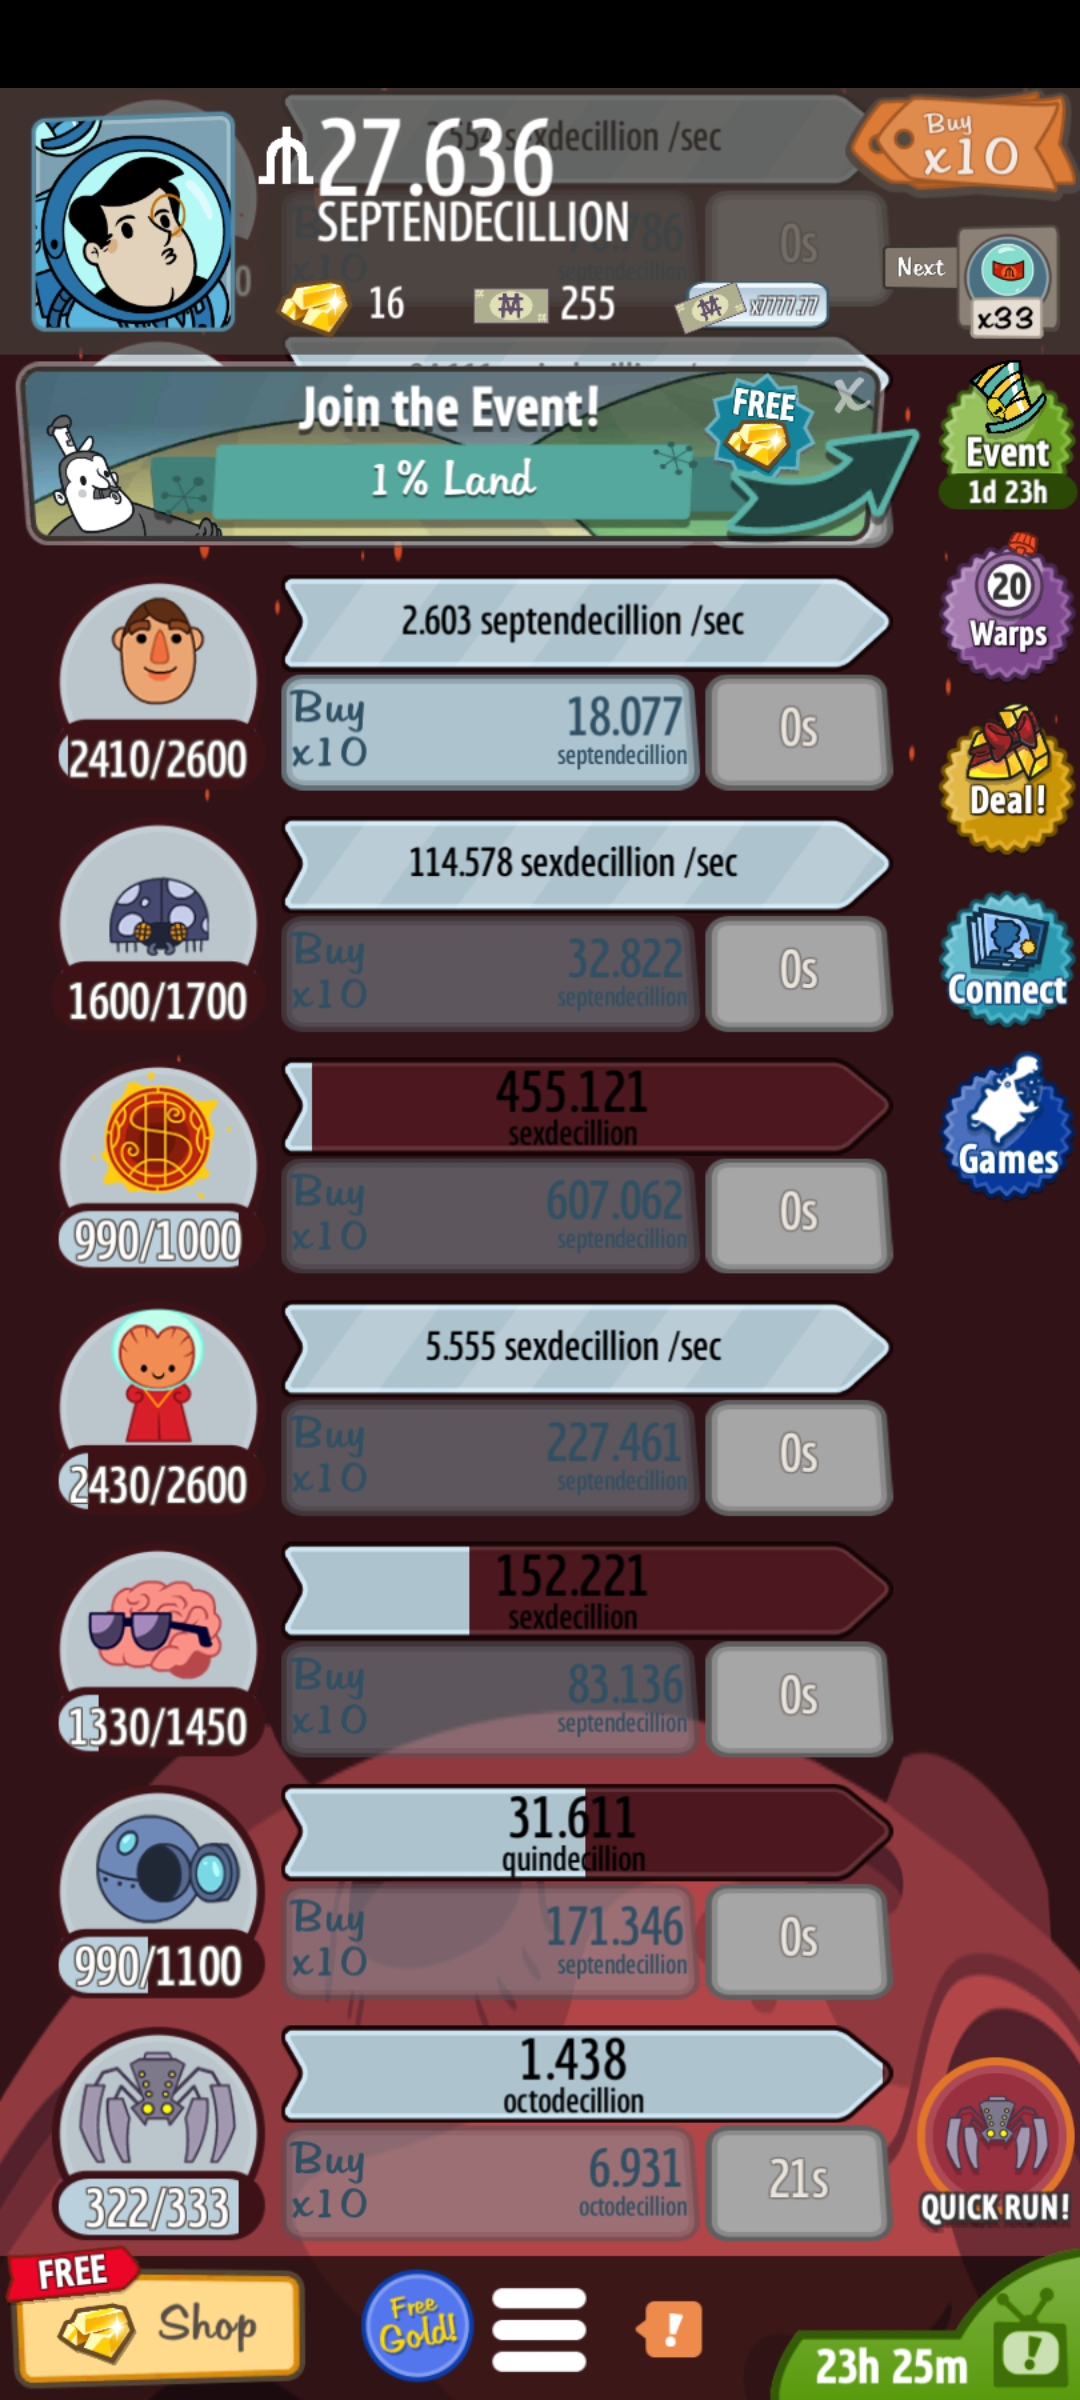 27.636
SEPTENDECILLION
Buy
x10
16
255
x7777.77
Next
x33
0s
Join the Event!
FREE
X
1% Land
Event
1d 23h
20
Warps
Deal!
Connect
Games
2.603 septendecillion /sec
Buy
x10
18.077
septendecillion
0s
2410/2600
114.578 sexdecillion /sec
Buy
x10
32.822
septendecillion
0s
1600/1700
455.121
sexdecillion
Buy
x10
607.062
septendecillion
0s
990/1000
5.555 sexdecillion /sec
Buy
x10
227.461
septendecillion
0s
2430/2600
152.221
sexdecillion
Buy
x10
83.136
septendecillion
0s
1330/1450
31.611
quindecillion
Buy
x10
171.346
septendecillion
0s
990/1100
1.438
octodecillion
Buy
x10
6.931
octodecillion
21s
322/333
QUICK RUN!
FREE
Shop
Free
Gold!
!
23h 25m
!